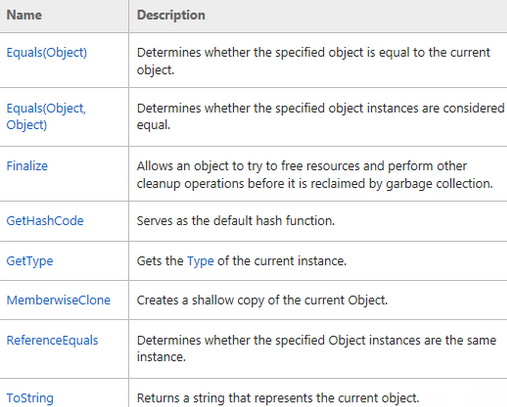 Name Description
Equals(Object) Determines whether the specified object is equal to the current
object.
Equals(Object, Determines whether the specified object instances are considered
Object) equal.
Finalize Allows an object to try to free resources and perform other
cleanup operations before it is reclaimed by garbage collection.
GetHashCode Serves as the default hash function.
GetType Gets the Type of the current instance.
MemberwiseClone Creates a shallow copy of the current Object.
ReferenceEquals Determines whether the specified Object instances are the same
instance.
ToString Returns a string that represents the current object.